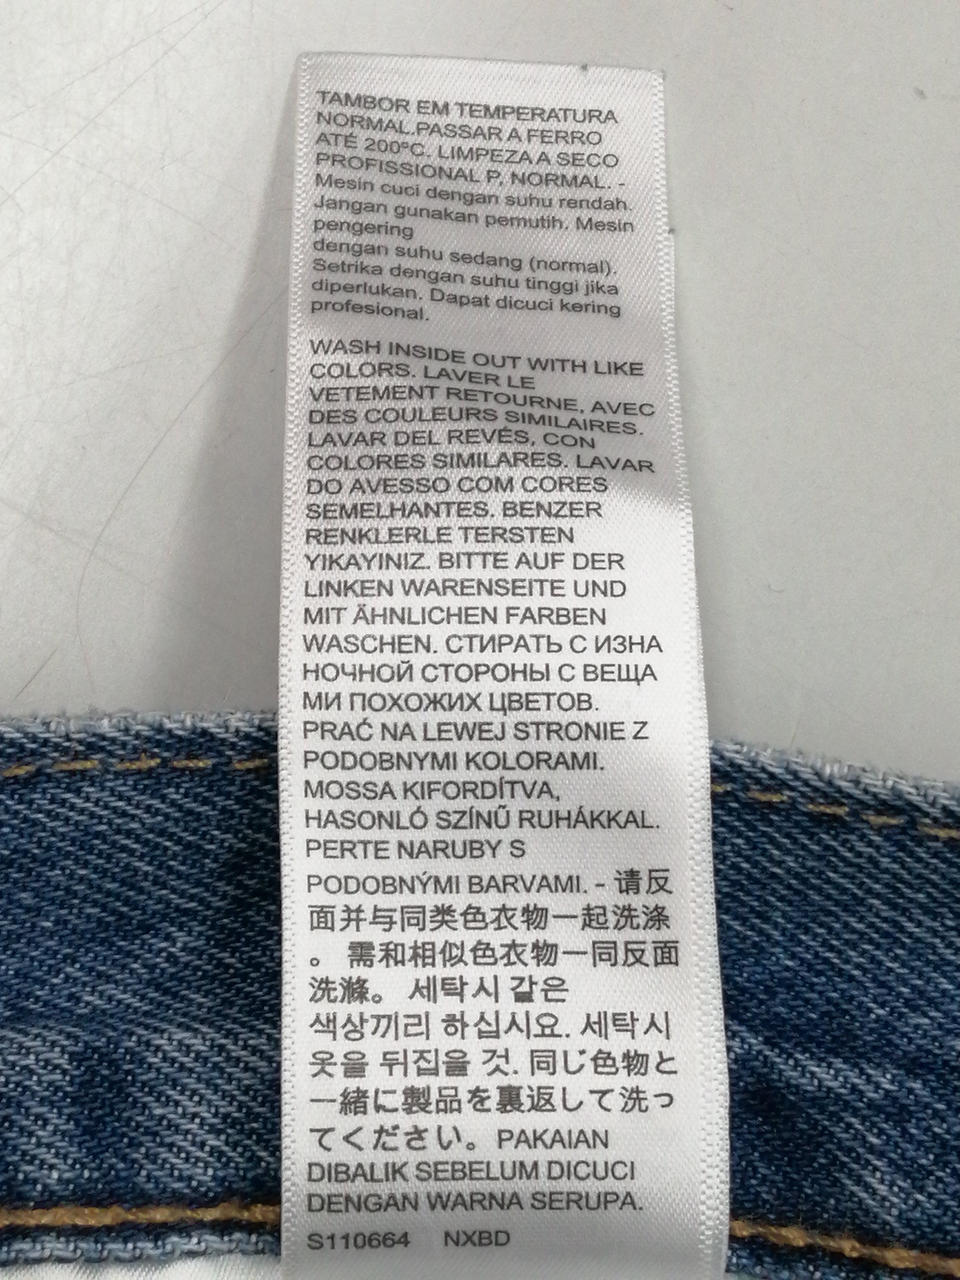 TAMBOR EM TEMPERATURA
NORMAL.PASSAR A FERRO
ATÉ 200ºC. LIMPEZA A SECO
PROFISSIONAL P, NORMAL. -
Mesin cuci dengan suhu rendah.
Jangan gunakan pemutih. Mesin
pengering
dengan suhu sedang (normal).
Setrika dengan suhu tinggi jika
diperlukan. Dapat dicuci kering
profesional.
WASH INSIDE OUT WITH LIKE
COLORS. LAVER LE
VETEMENT RETOURNE, AVEC
DES COULEURS SIMILAIRES.
LAVAR DEL REVÉS, CON
COLORES SIMILARES. LAVAR
DO AVESSO COM CORES
SEMELHANTES. BENZER
RENKLERLE TERSTEN
YIKAYINIZ. BITTE AUF DER
LINKEN WARENSEITE UND
MIT ÄHNLICHEN FARBEN
WASCHEN. СТИРАТЬ С ИЗНА
НОЧНОЙ СТОРОНЫ С ВЕЩА
МИ ПОХОЖИХ ЦВЕТОВ.
PRAĆ NA LEWEJ STRONIE Z
PODOBNYMI KOLORAMI.
MOSSA KIFORDÍTVA,
HASONLÓ SZÍNŰ RUHÁKKAL.
PERTE NARUBY S
PODOBNÝMI BARVAMI. - 请反
面并与同类色衣物一起洗涤
。 需和相似色衣物一同反面
洗滌。 세탁시 같은
색상끼리 하십시요. 세탁시
옷을 뒤집을 것. 同じ色物と
一緒に製品を裏返して洗っ
てください。PAKAIAN
DIBALIK SEBELUM DICUCI
DENGAN WARNA SERUPA.
S110664 NXBD